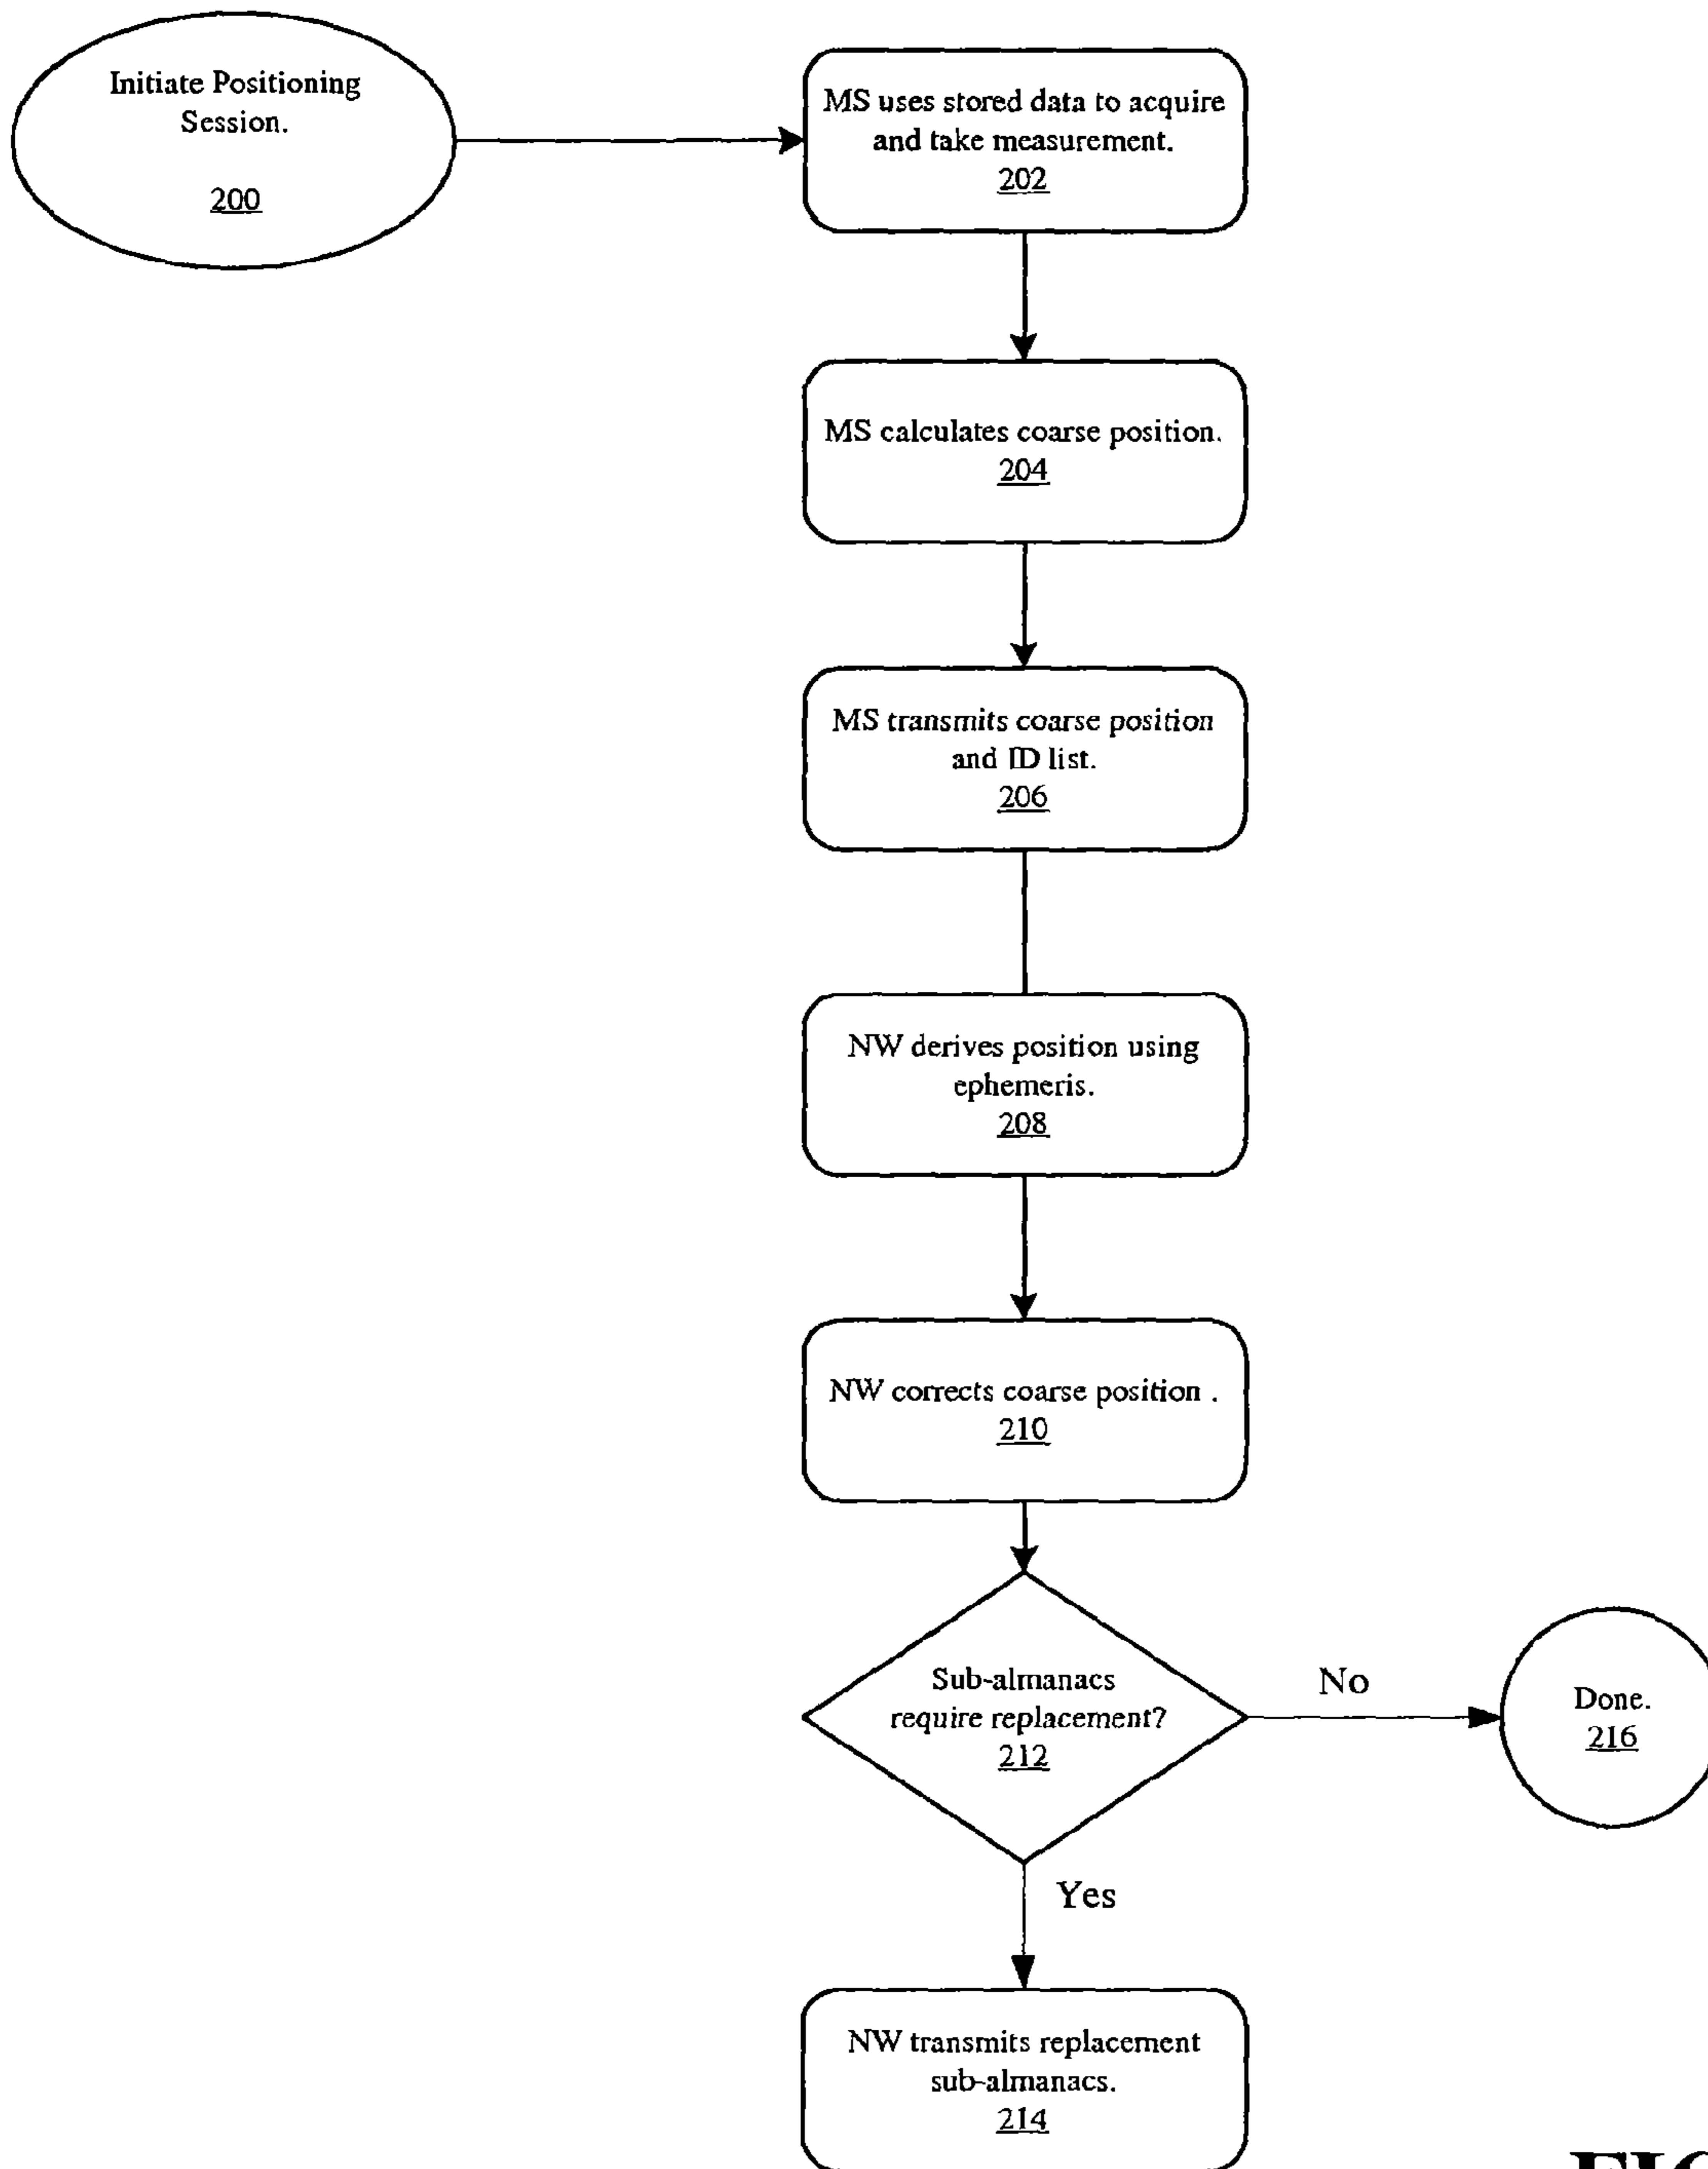 Initiate Positioning
Session.
200
MS uses stored data to acquire
and take measurement.
202
MS calculates coarse position.
204
MS transmits coarse position
and ID list.
206
NW derives position using
ephemeris.
208
NW corrects coarse position .
210
Sub-almanacs
require replacement?
212
No
Done.
216
Yes
NW transmits replacement
sub-almanacs.
214